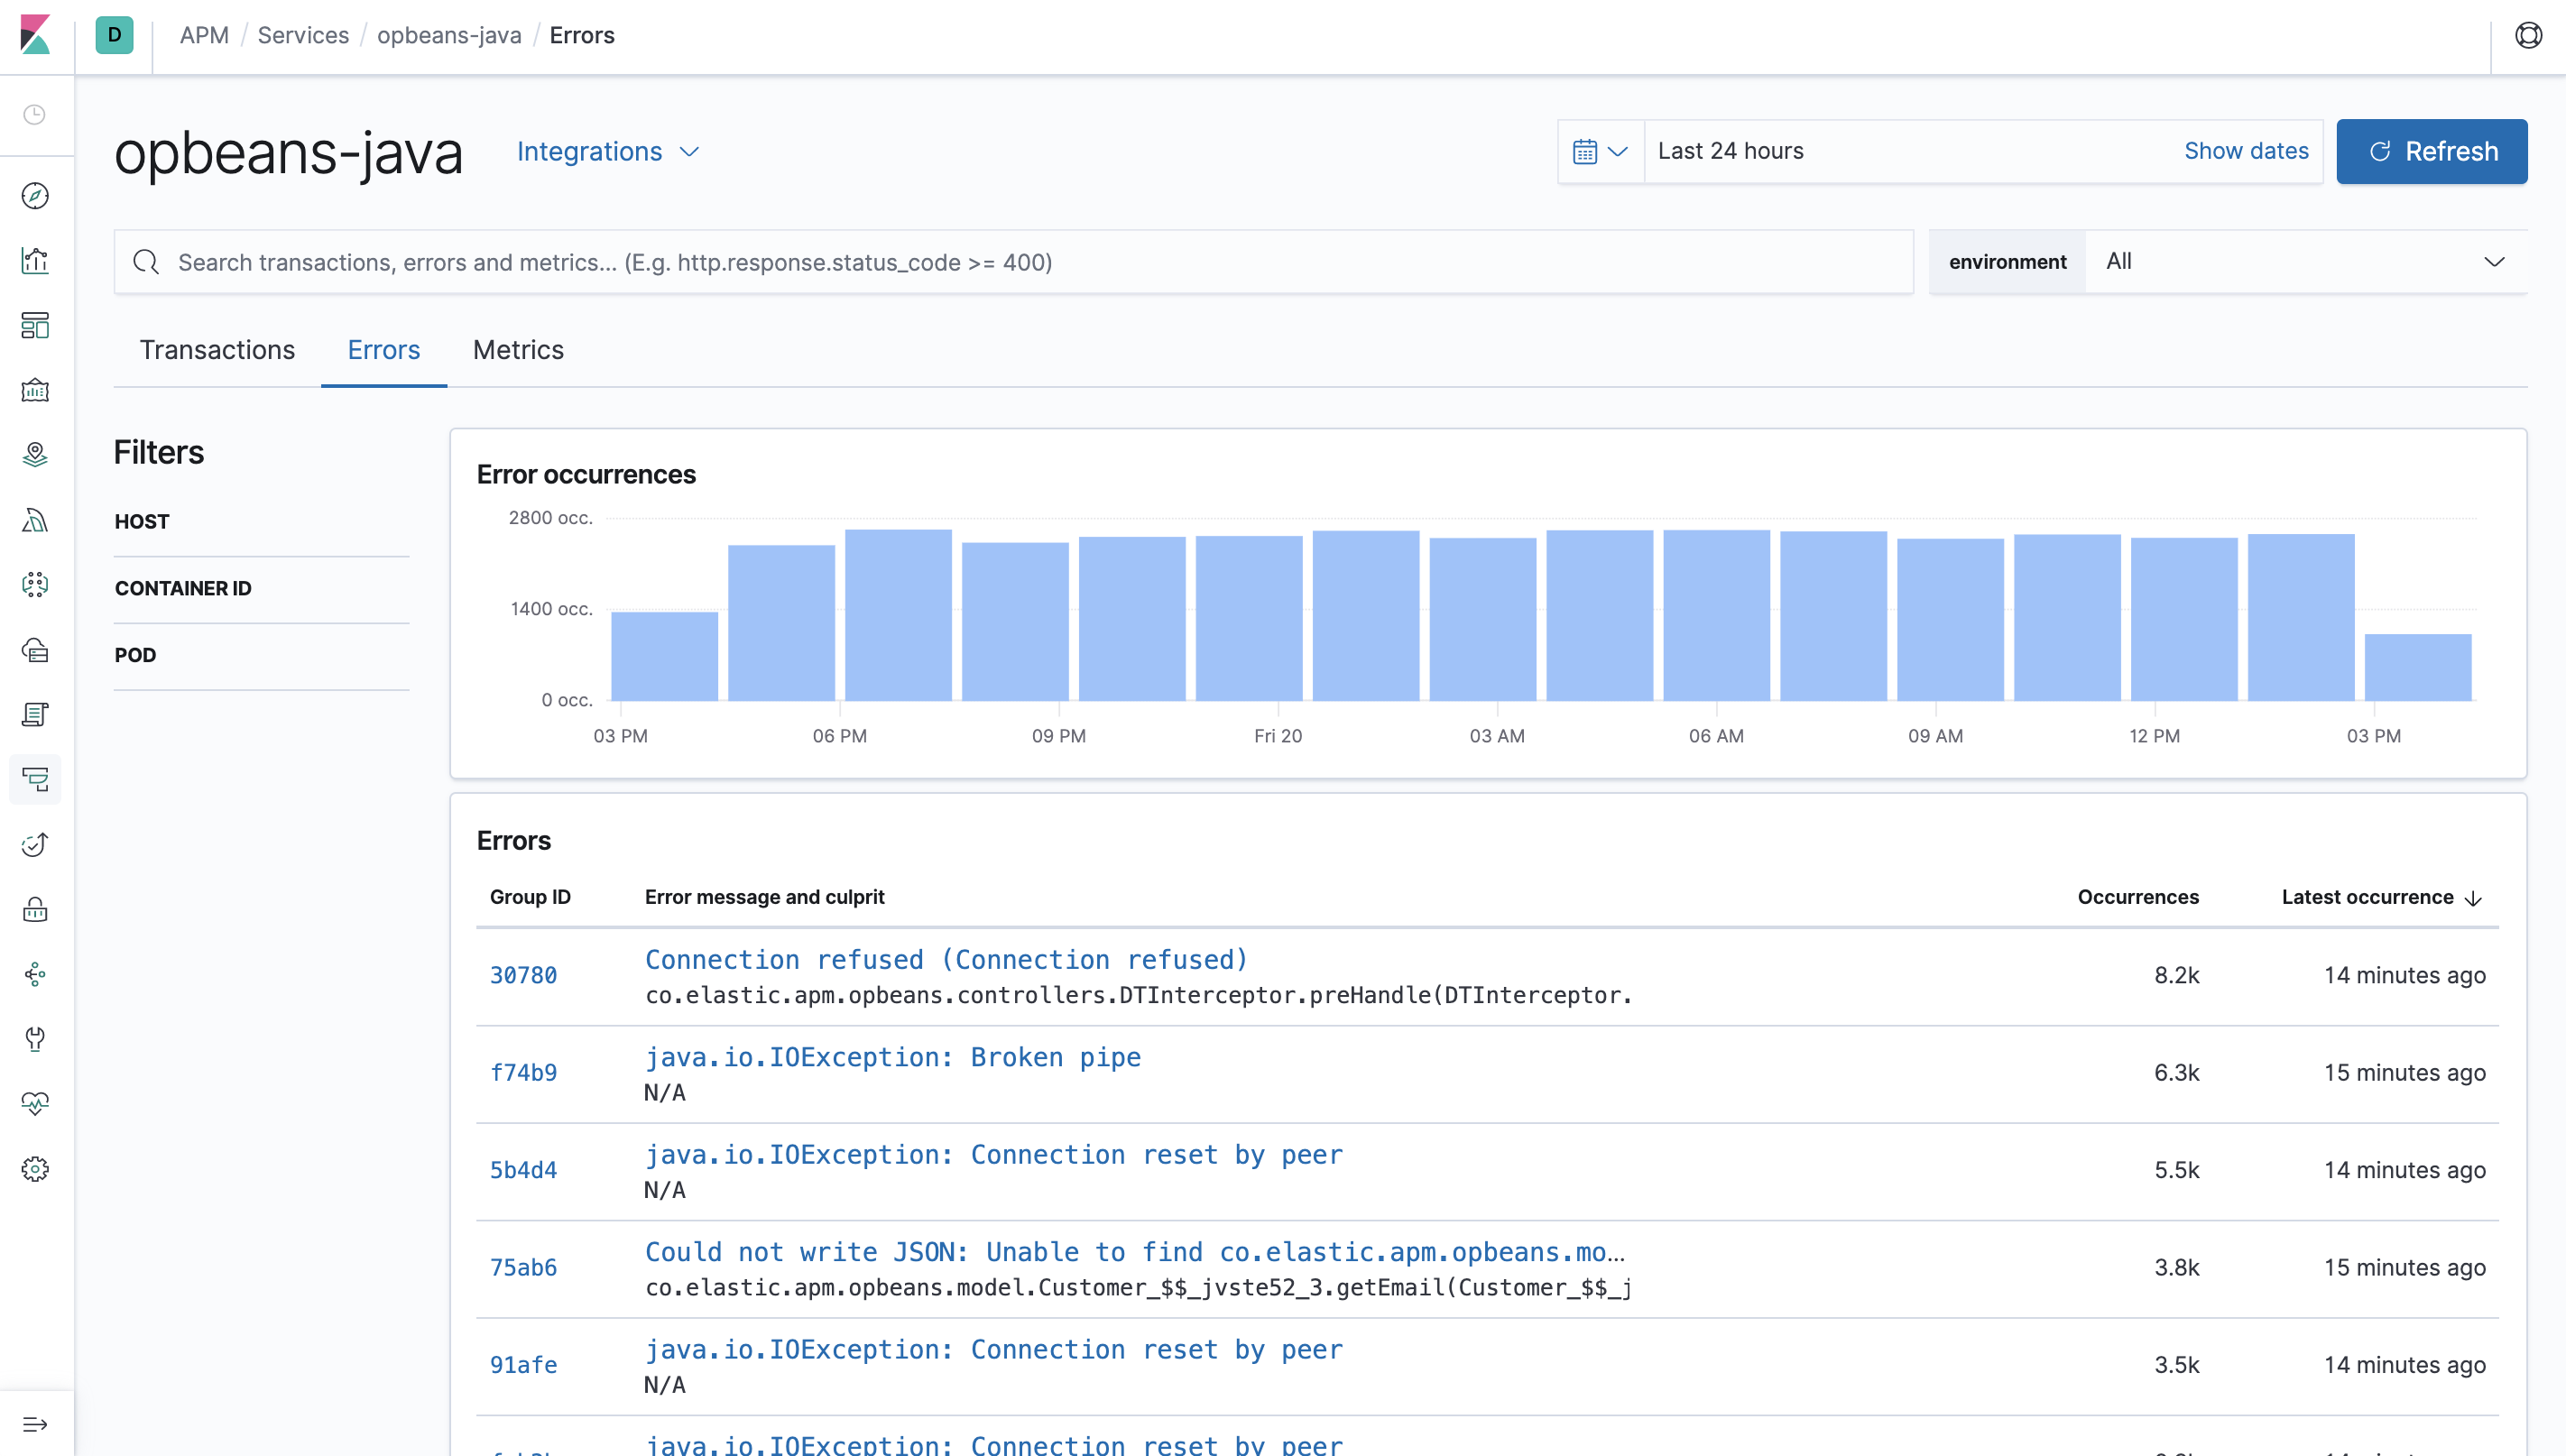 D APM / Services / opbeans-java / Errors
opbeans-java Integrations
Last 24 hours Show dates Refresh
Search transactions, errors and metrics... (E.g. http.response.status_code >= 400)
environment All
Transactions Errors Metrics
Filters
HOST
CONTAINER ID
POD
Error occurrences
2800 occ.
1400 occ.
0 occ.
03 PM 06 PM 09 PM Fri 20 03 AM 06 AM 09 AM 12 PM 03 PM
Errors
Group ID Error message and culprit Occurrences Latest occurrence
30780 Connection refused (Connection refused) 8.2k 14 minutes ago
co.elastic.apm.opbeans.controllers.DTInterceptor.preHandle(DTInterceptor.
f74b9 java.io.IOException: Broken pipe 6.3k 15 minutes ago
N/A
5b4d4 java.io.IOException: Connection reset by peer 5.5k 14 minutes ago
N/A
75ab6 Could not write JSON: Unable to find co.elastic.apm.opbeans.mo... 3.8k 15 minutes ago
co.elastic.apm.opbeans.model.Customer_$$_jvste52_3.getEmail(Customer_$$_j
91afe java.io.IOException: Connection reset by peer 3.5k 14 minutes ago
N/A
java.io.IOException: Connection reset by peer